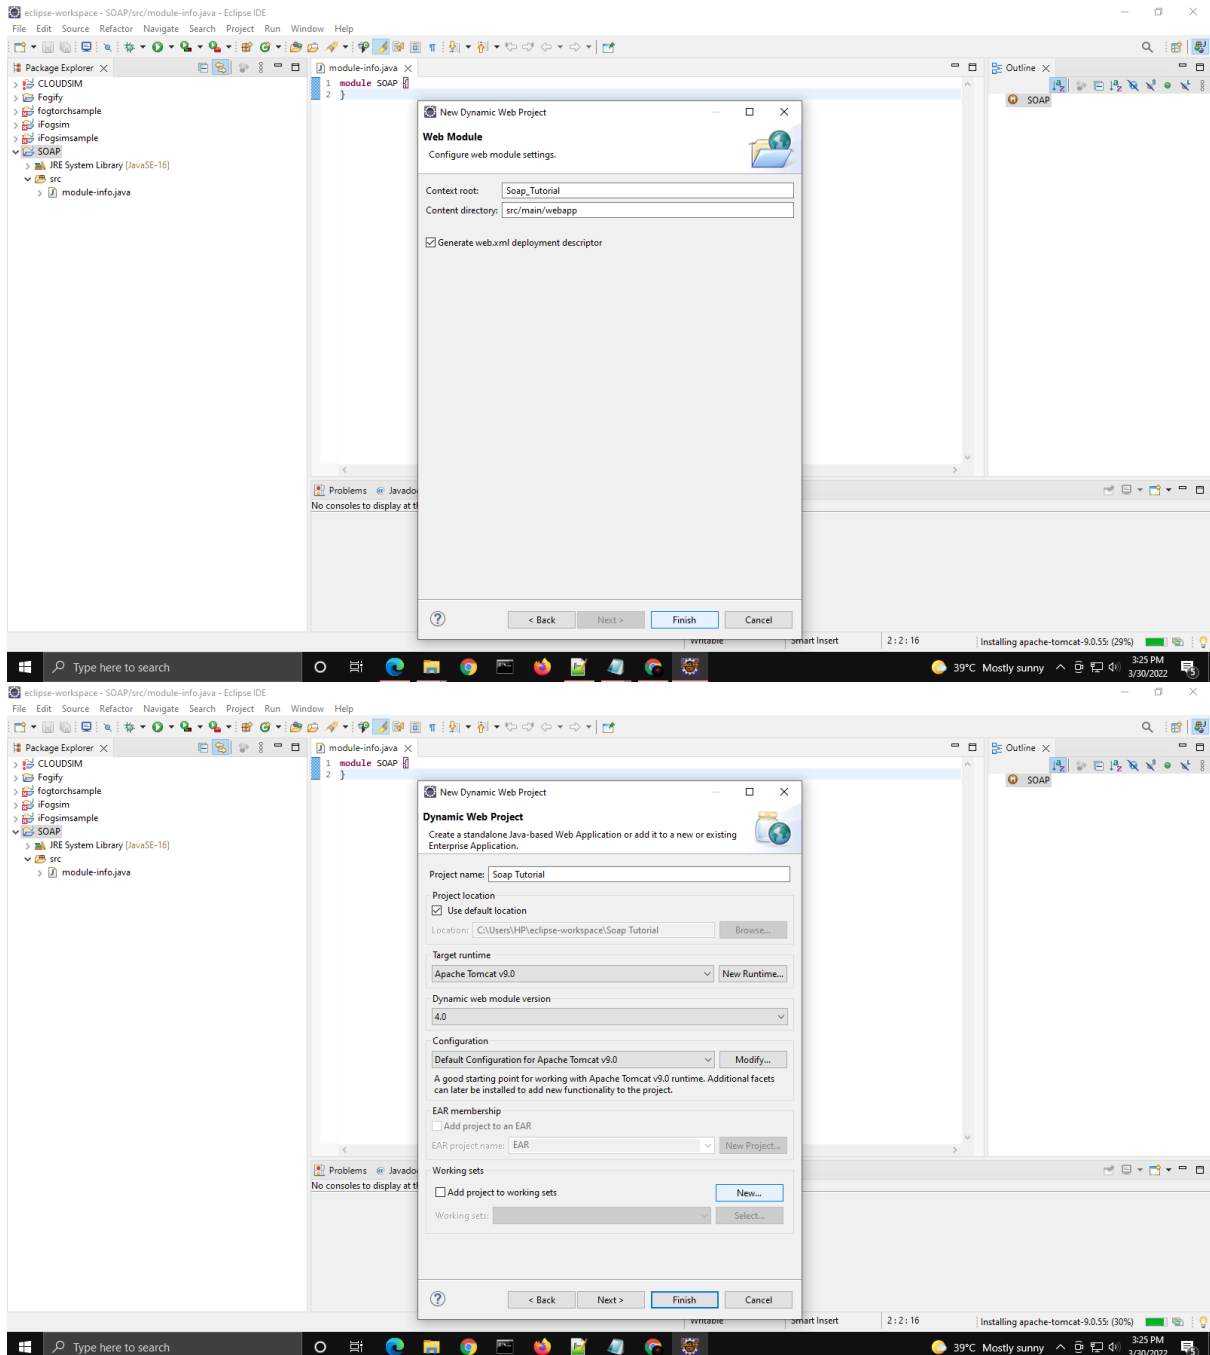 eclipse-workspace - SOAP/src/module-info.java - Eclipse IDE
File Edit Source Refactor Navigate Search Project Run Window Help
Package Explorer
CLOUDSIM
Fogify
fogtorchsample
iFogsim
iFogsimsample
SOAP
JRE System Library [JavaSE-16]
src
module-info.java
module-info.java
1 module SOAP {
2 }
Outline
SOAP
New Dynamic Web Project
Web Module
Configure web module settings.
Context root: Soap_Tutorial
Content directory: src/main/webapp
Generate web.xml deployment descriptor
Problems @ Javado
No consoles to display at t
< Back Next > Finish Cancel
Writable Smart Insert 2 : 2 : 16 Installing apache-tomcat-9.0.55: (29%)
Type here to search
39°C Mostly sunny
3:25 PM
3/30/2022
5
eclipse-workspace - SOAP/src/module-info.java - Eclipse IDE
File Edit Source Refactor Navigate Search Project Run Window Help
Package Explorer
CLOUDSIM
Fogify
fogtorchsample
iFogsim
iFogsimsample
SOAP
JRE System Library [JavaSE-16]
src
module-info.java
module-info.java
1 module SOAP {
2 }
Outline
SOAP
New Dynamic Web Project
Dynamic Web Project
Create a standalone Java-based Web Application or add it to a new or existing
Enterprise Application.
Project name: Soap Tutorial
Project location
Use default location
Location: C:\Users\HP\eclipse-workspace\Soap Tutorial Browse...
Target runtime
Apache Tomcat v9.0 New Runtime...
Dynamic web module version
4.0
Configuration
Default Configuration for Apache Tomcat v9.0 Modify...
A good starting point for working with Apache Tomcat v9.0 runtime. Additional facets
can later be installed to add new functionality to the project.
EAR membership
Add project to an EAR
EAR project name: EAR New Project...
Working sets
Add project to working sets New...
Working sets: Select...
Problems @ Javado
No consoles to display at t
< Back Next > Finish Cancel
Writable Smart Insert 2 : 2 : 16 Installing apache-tomcat-9.0.55: (30%)
Type here to search
39°C Mostly sunny
3:25 PM
3/30/2022